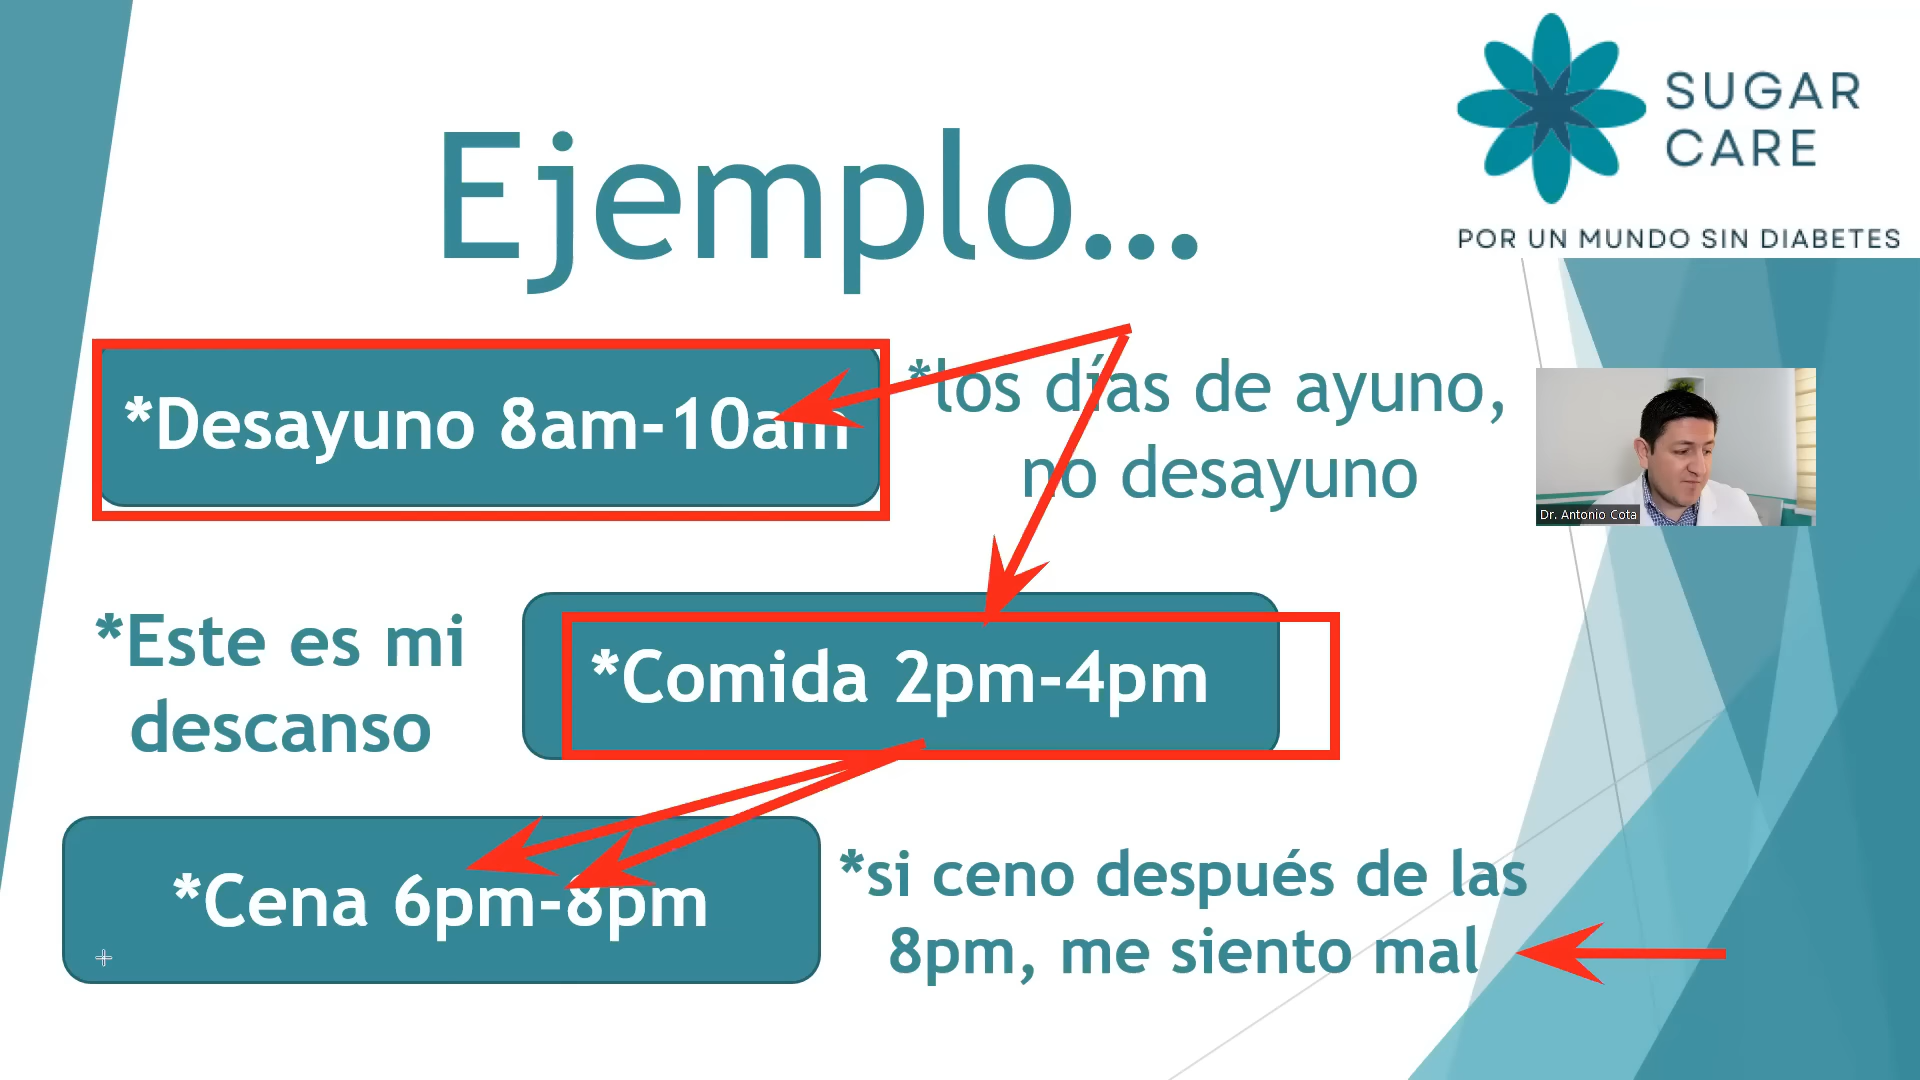 SUGAR
CARE
POR UN MUNDO SIN DIABETES
Ejemplo...
*Desayuno 8am-10am
*los días de ayuno,
no desayuno
Dr. Antonio Cota
*Este es mi
descanso
*Comida 2pm-4pm
*Cena 6pm-8pm
*si ceno después de las
8pm, me siento mal